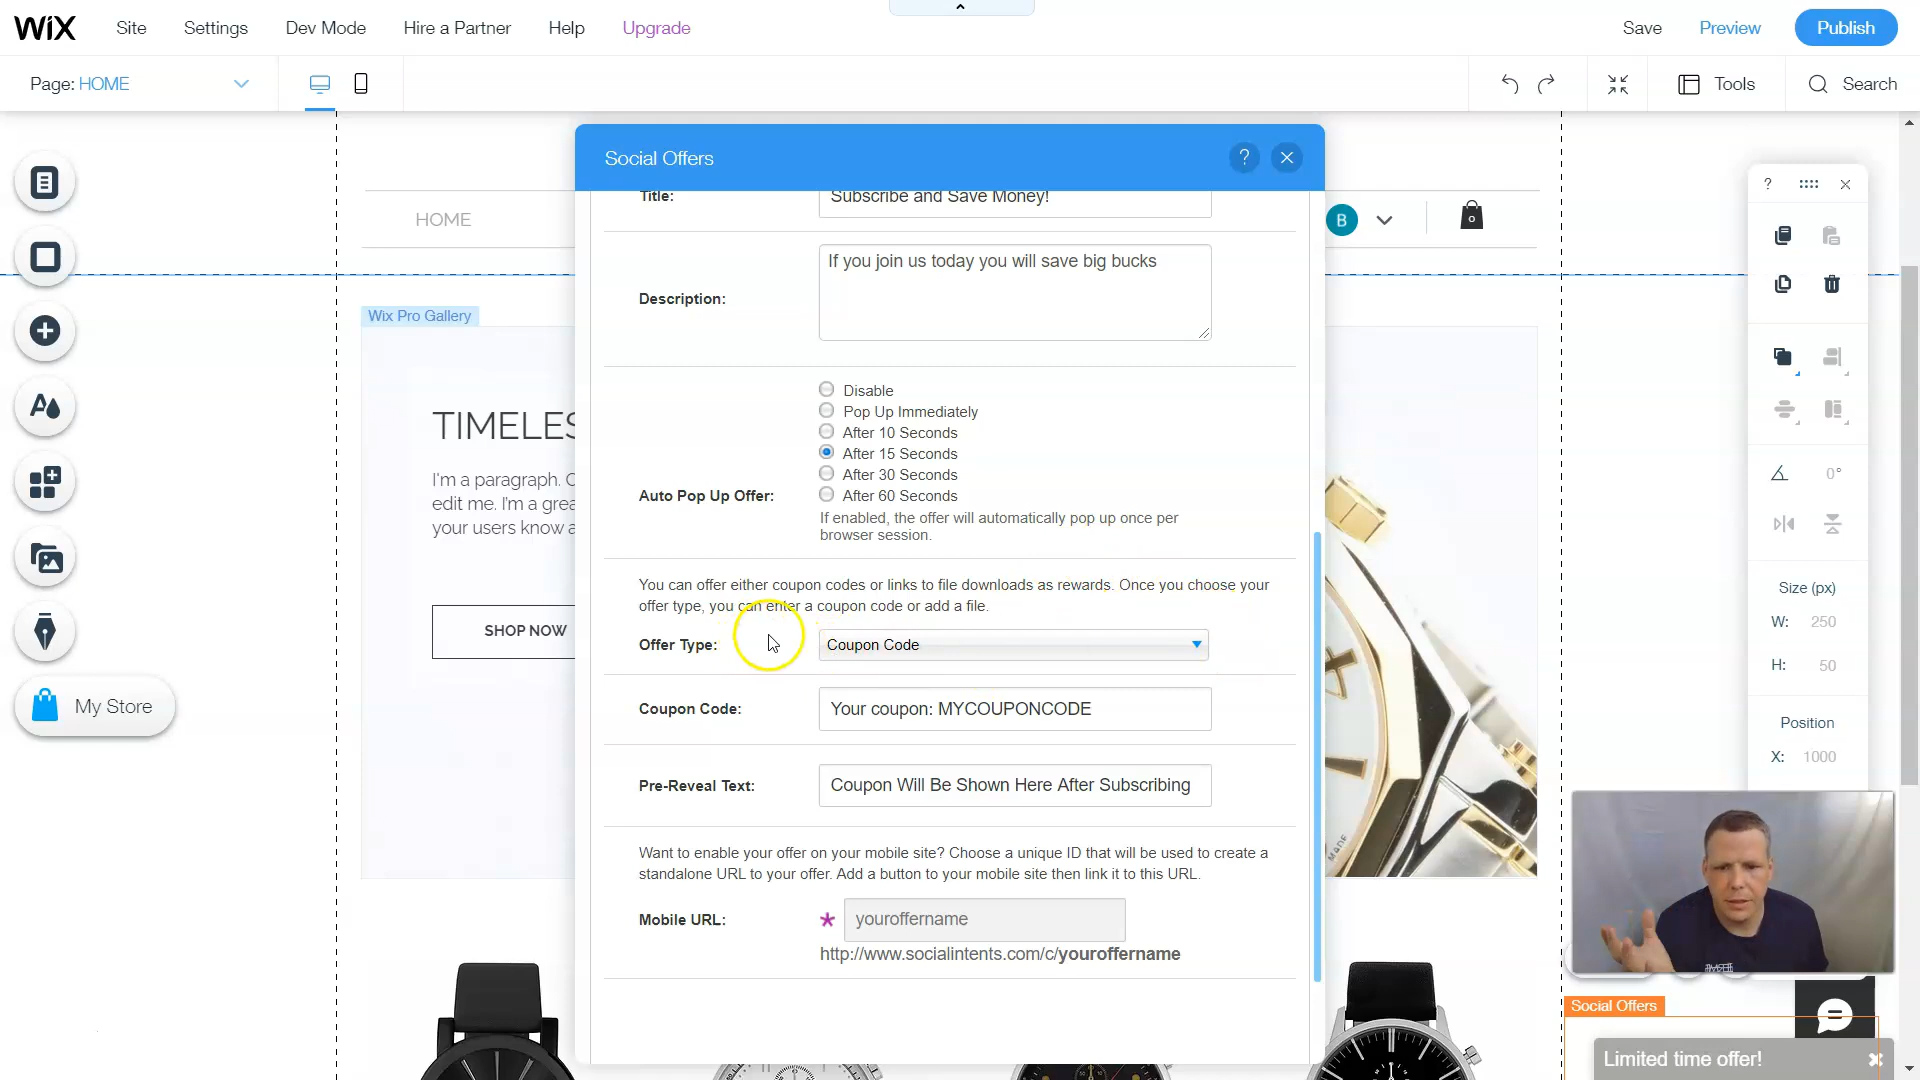 WiX
Site
Settings
Dev Mode
Hire a Partner
Help
Upgrade
Save
Preview
Publish
Page: HOME
Tools
Search
Social Offers
?
Title:
Subscribe and Save Money!
HOME
B
0
?
Description:
If you join us today you will save big bucks
Wix Pro Gallery
TIMELES
I'm a paragraph. C
edit me. I'm a grea
your users know a
SHOP NOW
Auto Pop Up Offer:
Disable
Pop Up Immediately
After 10 Seconds
After 15 Seconds
After 30 Seconds
After 60 Seconds
If enabled, the offer will automatically pop up once per
browser session.
You can offer either coupon codes or links to file downloads as rewards. Once you choose your
offer type, you can enter a coupon code or add a file.
Offer Type:
Coupon Code
Coupon Code:
Your coupon: MYCOUPONCODE
Pre-Reveal Text:
Coupon Will Be Shown Here After Subscribing
Want to enable your offer on your mobile site? Choose a unique ID that will be used to create a
standalone URL to your offer. Add a button to your mobile site then link it to this URL.
Mobile URL:
* youroffername
http://www.socialintents.com/c/youroffername
My Store
0°
Size (px)
W: 250
H: 50
Position
X: 1000
MADE
Social Offers
Limited time offer!